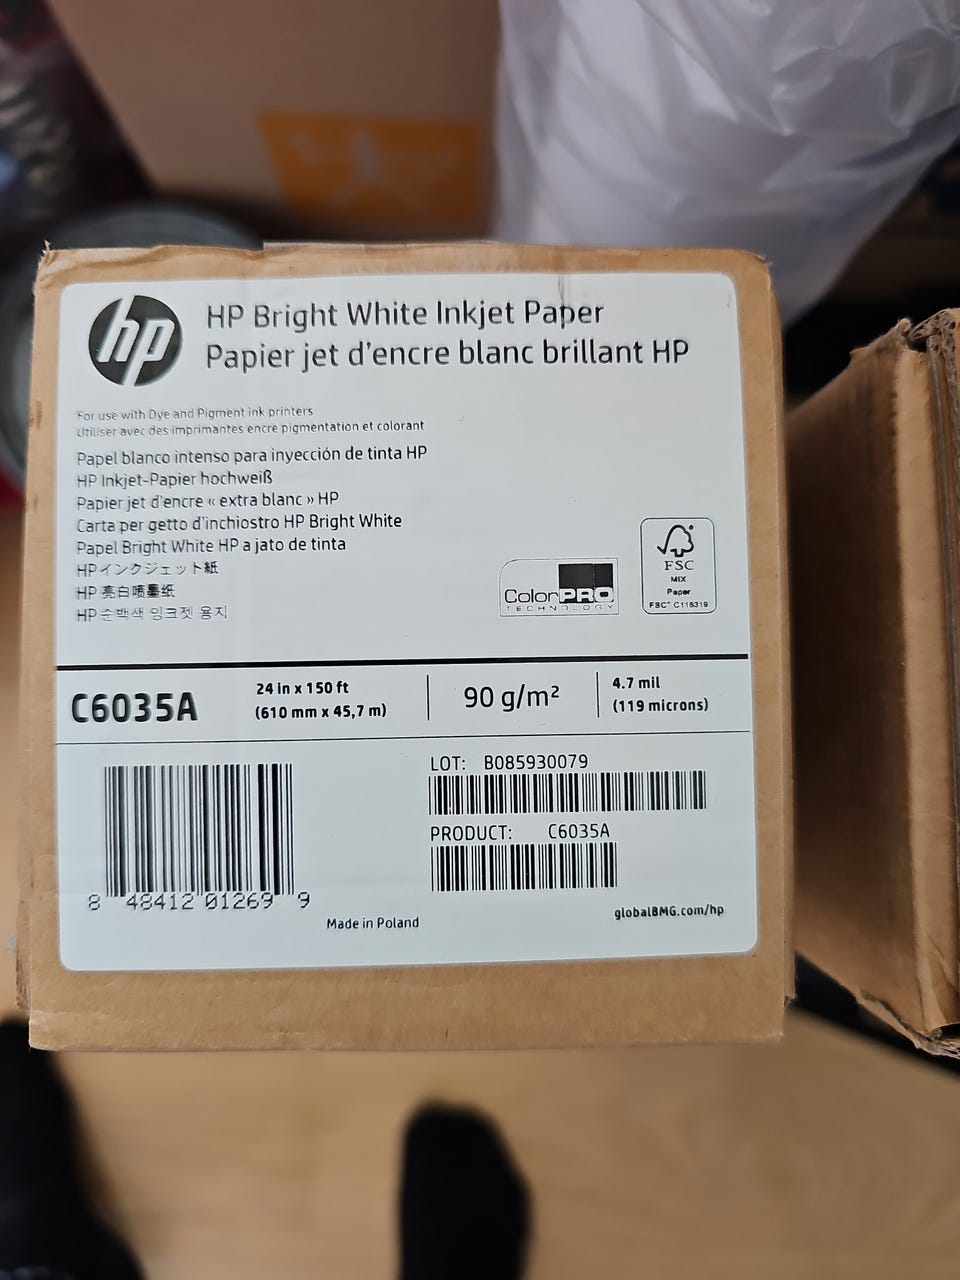 hp
HP Bright White Inkjet Paper
Papier jet d'encre blanc brillant HP
For use with Dye and Pigment ink printers
Utiliser avec des imprimantes encre pigmentation et colorant
Papel blanco intenso para inyección de tinta HP
HP Inkjet-Papier hochweiß
Papier jet d'encre « extra blanc » HP
Carta per getto d'inchiostro HP Bright White
Papel Bright White HP a jato de tinta
HPインクジェット紙
HP 亮白喷墨纸
HP 순백색 잉크젯 용지
ColorPRO
TECHNOLOGY
FSC
MIX
Paper
FSC® C115319
C6035A
24 in x 150 ft
(610 mm x 45,7 m)
90 g/m²
4.7 mil
(119 microns)
LOT: B085930079
PRODUCT: C6035A
8 48412 01269 9
Made in Poland
globalBMG.com/hp